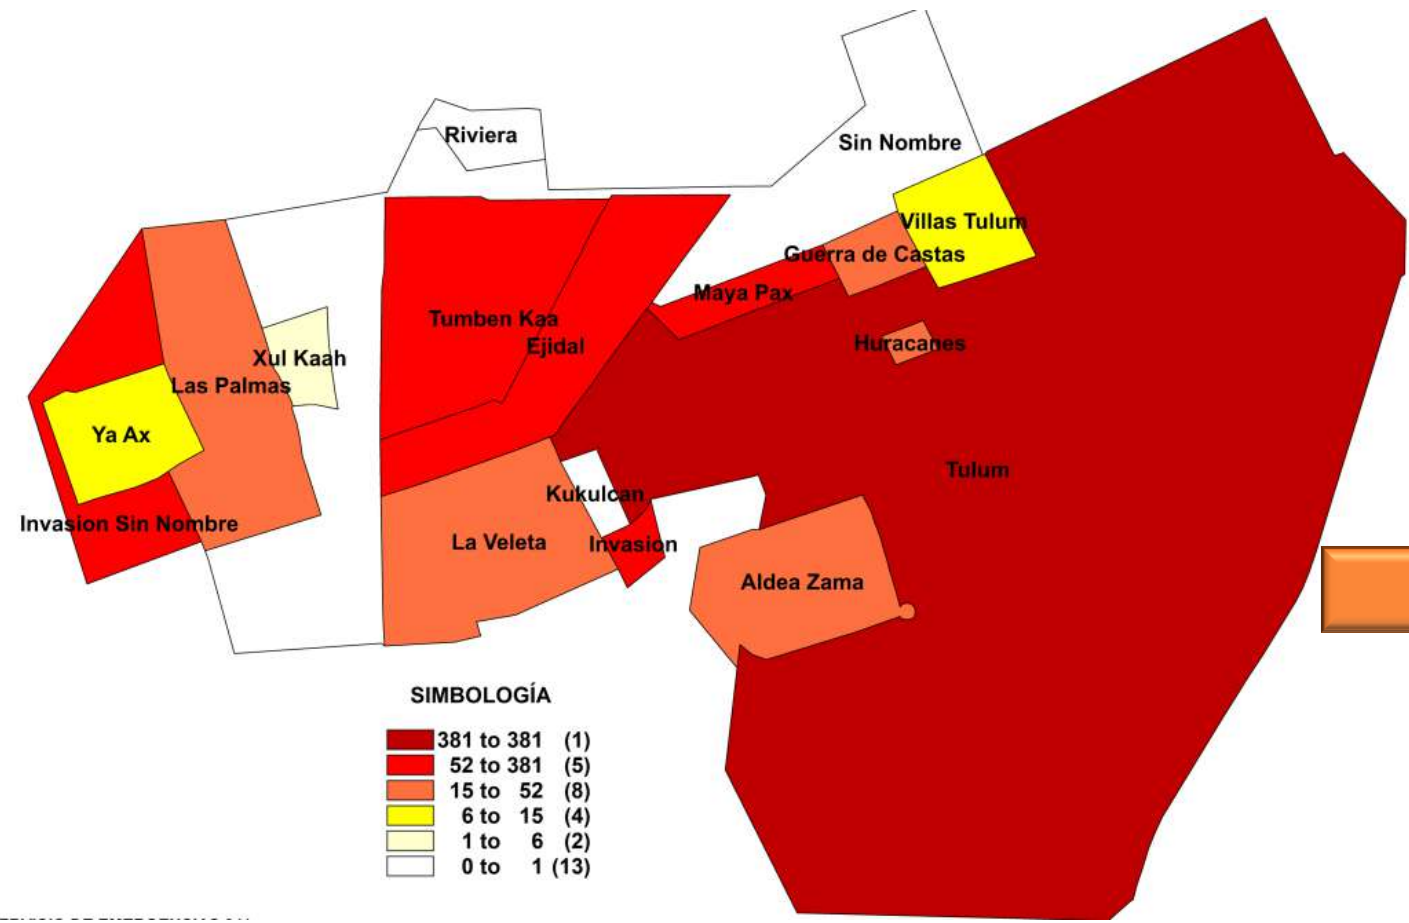 Riviera
Sin Nombre
Villas Tulum
Guerra de Castas
Maya Pax
Tumben Kaa
Huracanes
Ejidal
Xul Kaah
Las Palmas
Ya Ax
Tulum
Kukulcan
Invasion Sin Nombre
La Veleta
Invasion
Aldea Zama
SIMBOLOGÍA
381 to 381 (1)
52 to 381 (5)
15 to 52 (8)
6 to 15 (4)
1 to 6 (2)
0 to 1 (13)